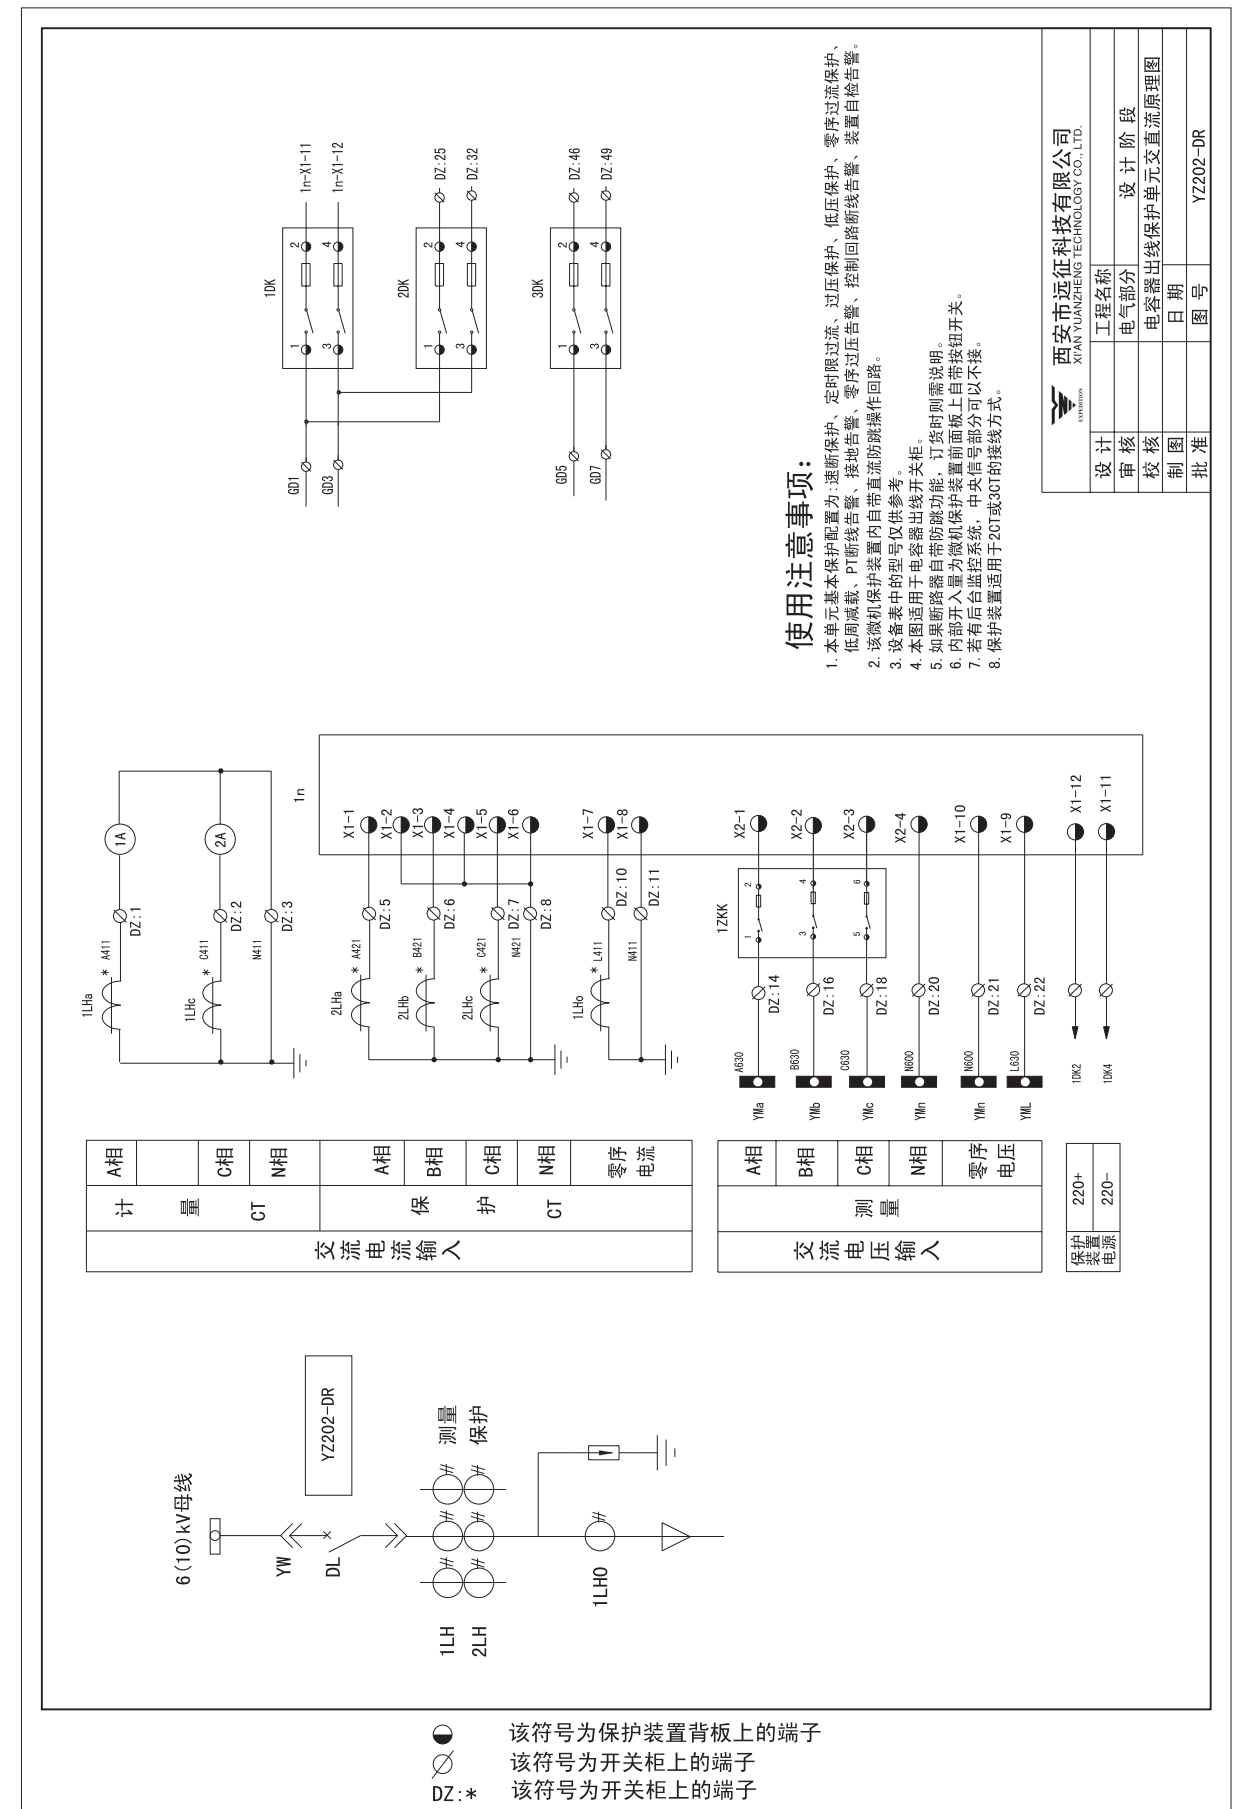 6(10)kV母线
YW
DL
YZ202-DR
1LH
2LH
测量
保护
1LHO
交流电流输入
计量CT
A相
C相
N相
保护CT
A相
B相
C相
N相
零序电流
交流电压输入
测量
A相
B相
C相
N相
零序电压
保护装置电源
220+
220-
1LHa
* A411
DZ:1
1A
1LHc
* C411
DZ:2
2A
N411
DZ:3
1n
2LHa
* A421
DZ:5
X1-1
X1-2
2LHb
* B421
DZ:6
X1-3
X1-4
2LHc
* C421
DZ:7
X1-5
N421
DZ:8
X1-6
1LHo
* L411
DZ:10
X1-7
N411
DZ:11
X1-8
1ZKK
YMa
A630
DZ:14
1
2
X2-1
YMb
B630
DZ:16
3
4
X2-2
YMc
C630
DZ:18
5
6
X2-3
YMn
N600
DZ:20
X2-4
YMn
N600
DZ:21
X1-10
YML
L630
DZ:22
X1-9
1DK2
X1-12
1DK4
X1-11
1DK
GD1
1
2
1n-X1-11
GD3
3
4
1n-X1-12
2DK
1
2
DZ:25
3
4
DZ:32
3DK
GD5
1
2
DZ:46
GD7
3
4
DZ:49
使用注意事项:
1. 本单元基本保护配置为:速断保护、定时限过流、过压保护、低压保护、零序过流保护、
低周减载、PT断线告警、接地告警、零序过压告警、控制回路断线告警、装置自检告警。
2. 该微机保护装置内自带直流防跳操作回路。
3. 设备表中的型号仅供参考。
4. 本图适用于电容器出线开关柜。
5. 如果断路器自带防跳功能，订货时则需说明。
6. 内部开入量为微机保护装置前面板上自带按钮开关。
7. 若有后台监控系统，中央信号部分可以不接。
8. 保护装置适用于2CT或3CT的接线方式。
EXPEDITION
西安市远征科技有限公司
XI'AN YUANZHENG TECHNOLOGY CO., LTD.
设计
工程名称
审核
电气部分
设计阶段
校核
电容器出线保护单元交直流原理图
制图
日期
批准
图号
YZ202-DR
该符号为保护装置背板上的端子
该符号为开关柜上的端子
DZ:* 该符号为开关柜上的端子